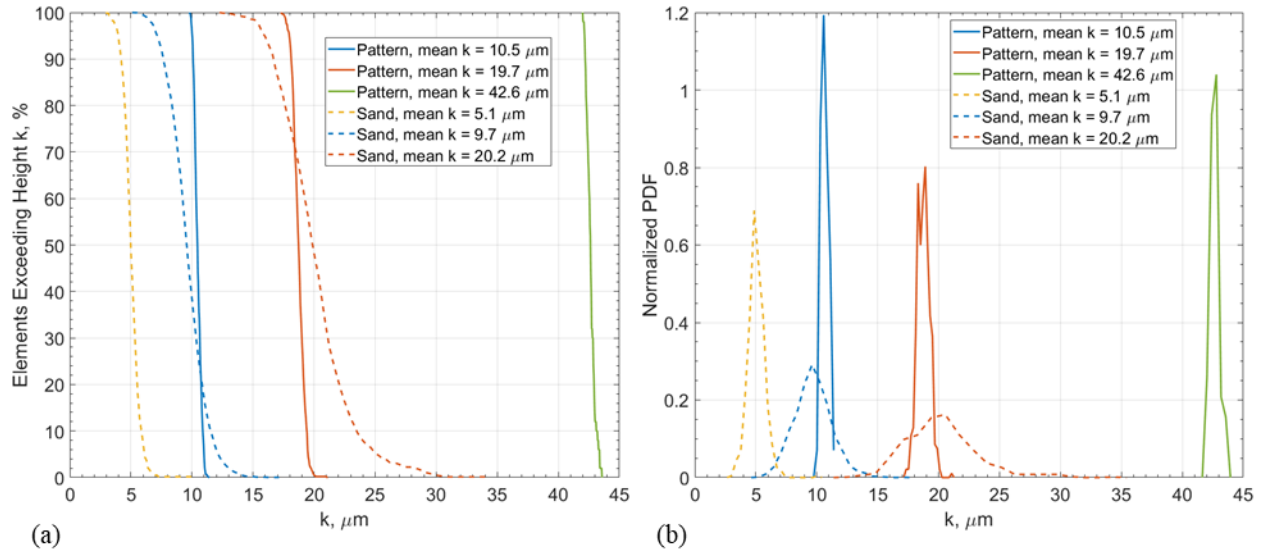 Elements Exceeding Height k, %
100
90
80
70
60
50
40
30
20
10
0
Pattern, mean k = 10.5 μm
Pattern, mean k = 19.7 μm
Pattern, mean k = 42.6 μm
Sand, mean k = 5.1 μm
Sand, mean k = 9.7 μm
Sand, mean k = 20.2 μm
0 5 10 15 20 25 30 35 40 45
k, μm
(a)
Normalized PDF
1.2
1
0.8
0.6
0.4
0.2
0
Pattern, mean k = 10.5 μm
Pattern, mean k = 19.7 μm
Pattern, mean k = 42.6 μm
Sand, mean k = 5.1 μm
Sand, mean k = 9.7 μm
Sand, mean k = 20.2 μm
0 5 10 15 20 25 30 35 40 45
k, μm
(b)